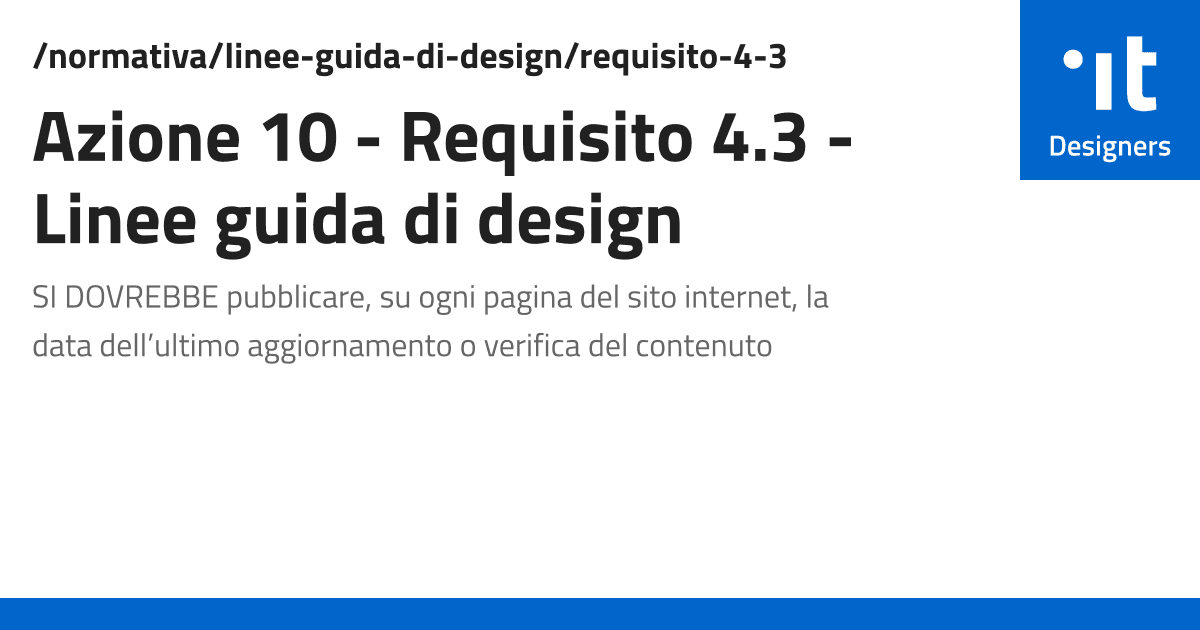 /normativa/linee-guida-di-design/requisito-4-3
Azione 10 - Requisito 4.3 -
Linee guida di design
SI DOVREBBE pubblicare, su ogni pagina del sito internet, la
data dell’ultimo aggiornamento o verifica del contenuto
it
Designers